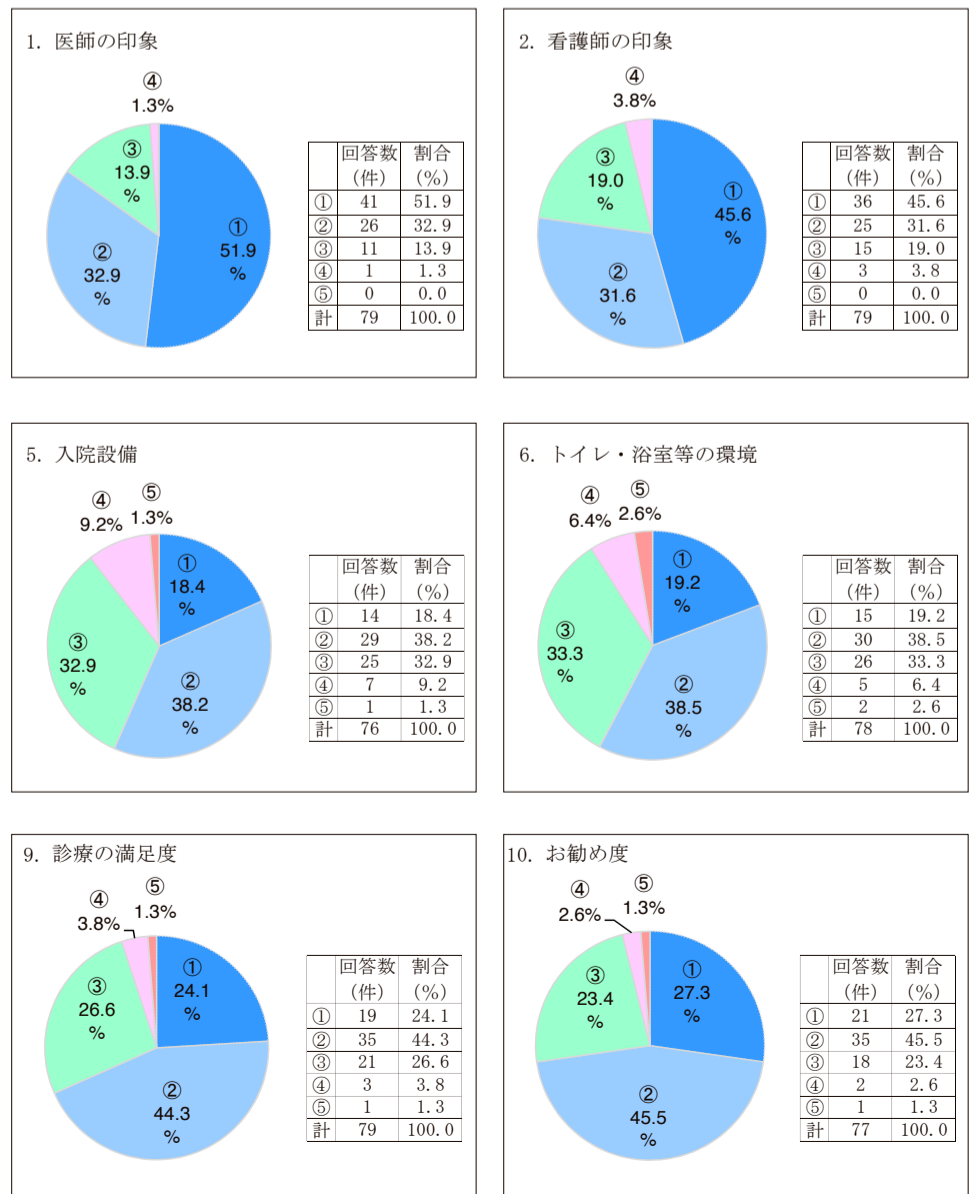 1. 医師の印象
④
1.3%
③
13.9
%
①
51.9
%
②
32.9
%
回答数 割合
(件) (%)
① 41 51.9
② 26 32.9
③ 11 13.9
④ 1 1.3
⑤ 0 0.0
計 79 100.0
2. 看護師の印象
④
3.8%
③
19.0
%
①
45.6
%
②
31.6
%
回答数 割合
(件) (%)
① 36 45.6
② 25 31.6
③ 15 19.0
④ 3 3.8
⑤ 0 0.0
計 79 100.0
5. 入院設備
④
9.2%
⑤
1.3%
①
18.4
%
③
32.9
%
②
38.2
%
回答数 割合
(件) (%)
① 14 18.4
② 29 38.2
③ 25 32.9
④ 7 9.2
⑤ 1 1.3
計 76 100.0
6. トイレ・浴室等の環境
④
6.4%
⑤
2.6%
①
19.2
%
③
33.3
%
②
38.5
%
回答数 割合
(件) (%)
① 15 19.2
② 30 38.5
③ 26 33.3
④ 5 6.4
⑤ 2 2.6
計 78 100.0
9. 診療の満足度
④
3.8%
⑤
1.3%
①
24.1
%
③
26.6
%
②
44.3
%
回答数 割合
(件) (%)
① 19 24.1
② 35 44.3
③ 21 26.6
④ 3 3.8
⑤ 1 1.3
計 79 100.0
10. お勧め度
④
2.6%
⑤
1.3%
①
27.3
%
③
23.4
%
②
45.5
%
回答数 割合
(件) (%)
① 21 27.3
② 35 45.5
③ 18 23.4
④ 2 2.6
⑤ 1 1.3
計 77 100.0